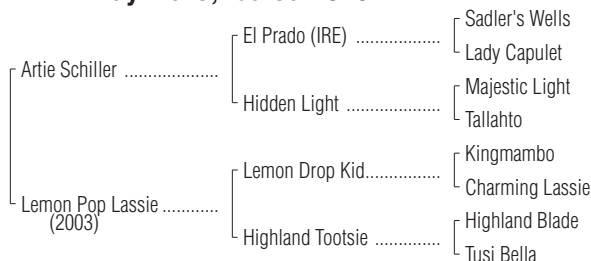 Sadler's Wells
El Prado (IRE) ..................
Lady Capulet
Artie Schiller ....................
Majestic Light
Hidden Light ....................
Tallahto
Kingmambo
Lemon Drop Kid................
Charming Lassie
Lemon Pop Lassie ............
(2003)
Highland Blade
Highland Tootsie ...............
Tusi Bella